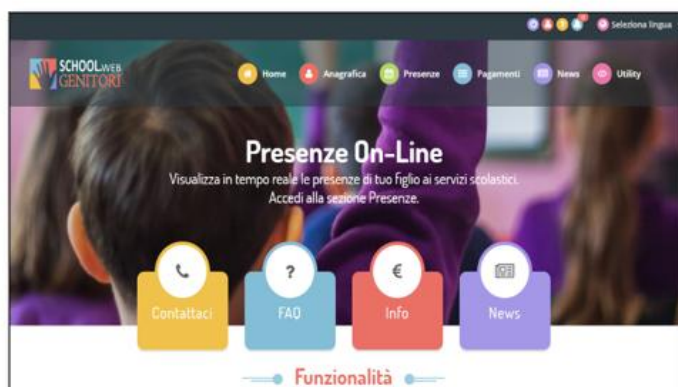 Seleziona lingua
SCHOOL.WEB
GENITORI
Home
Anagrafica
Presenze
Pagamenti
News
Utility
Presenze On-Line
Visualizza in tempo reale le presenze di tuo figlio ai servizi scolastici.
Accedi alla sezione Presenze.
?
€
Contattaci
FAQ
Info
News
Funzionalità